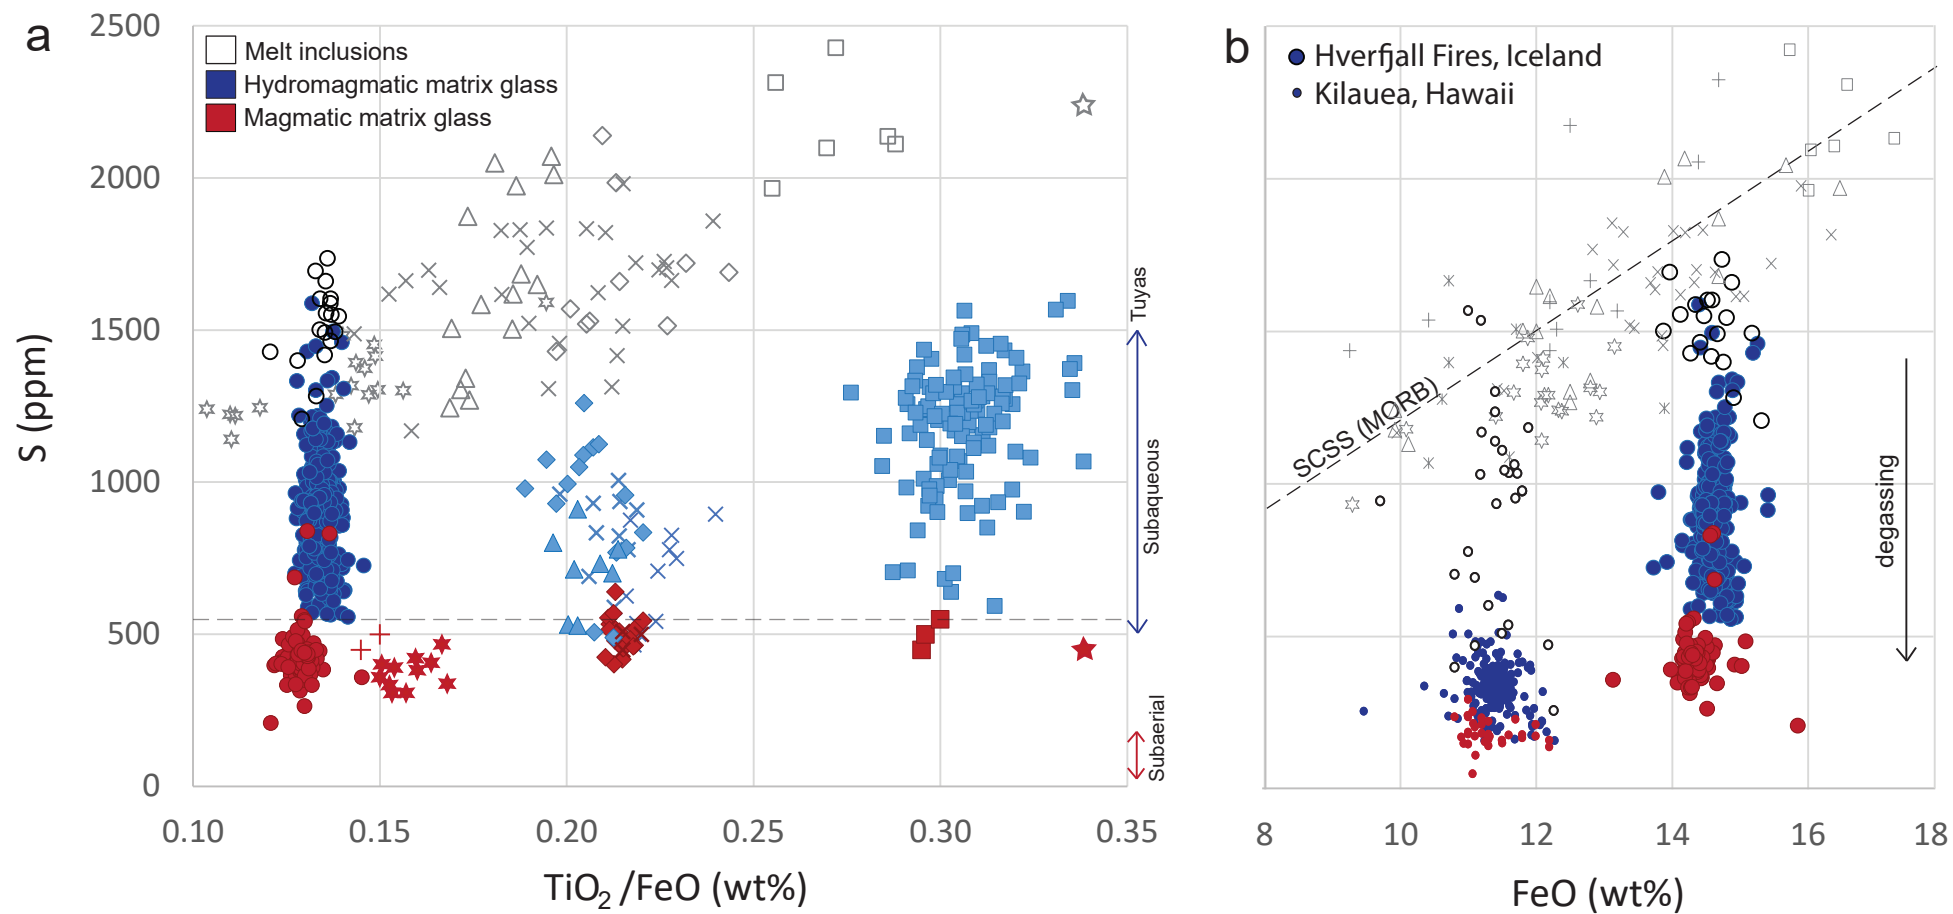 a
2500
2000
1500
1000
500
0
S (ppm)
Melt inclusions
Hydromagmatic matrix glass
Magmatic matrix glass
Tuyas
Subaqueous
Subaerial
0.10 0.15 0.20 0.25 0.30 0.35
TiO₂ /FeO (wt%)
b
Hverfjall Fires, Iceland
Kilauea, Hawaii
SCSS (MORB)
degassing
8 10 12 14 16 18
FeO (wt%)